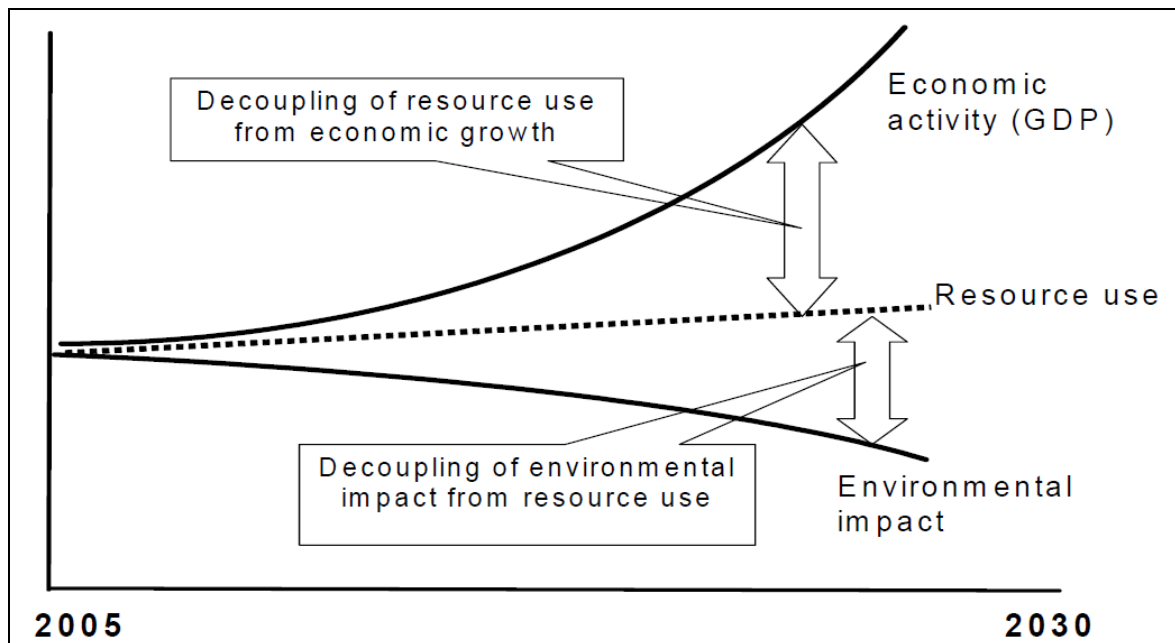 Decoupling of resource use
from economic growth
Economic
activity (GDP)
Resource use
Decoupling of environmental
impact from resource use
Environmental
impact
2005
2030